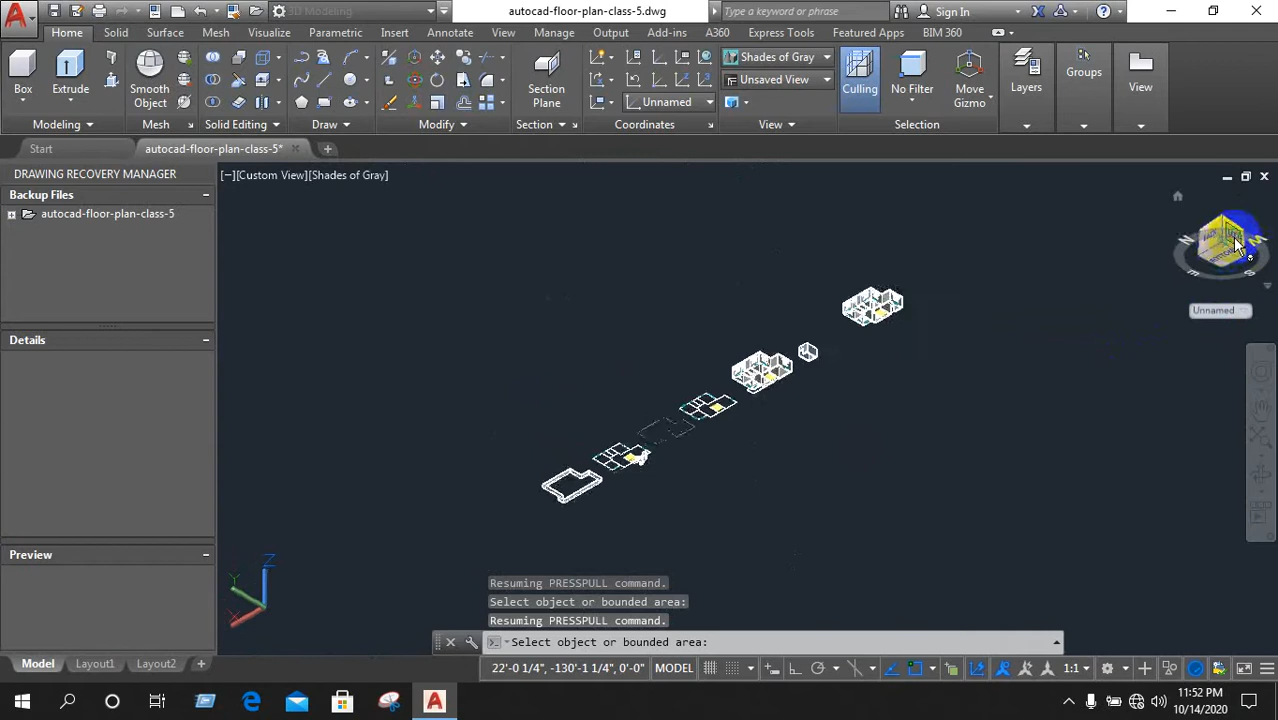 3D Modeling
autocad-floor-plan-class-5.dwg
Type a keyword or phrase
Sign In
Home Solid Surface Mesh Visualize Parametric Insert Annotate View Manage Output Add-ins A360 Express Tools Featured Apps BIM 360
Shades of Gray
Unsaved View
Unnamed
Box Extrude Smooth Object Section Plane Culling No Filter Move Gizmo Layers Groups View
Modeling Mesh Solid Editing Draw Modify Section Coordinates View Selection
Start autocad-floor-plan-class-5*
DRAWING RECOVERY MANAGER
[−][Custom View][Shades of Gray]
Backup Files
autocad-floor-plan-class-5
N
E S
Unnamed
Details
Preview
Z
Y
X
Resuming PRESSPULL command.
Select object or bounded area:
Resuming PRESSPULL command.
Select object or bounded area:
Model Layout1 Layout2
22'-0 1/4", -130'-1 1/4", 0'-0" MODEL 1:1
11:52 PM
10/14/2020